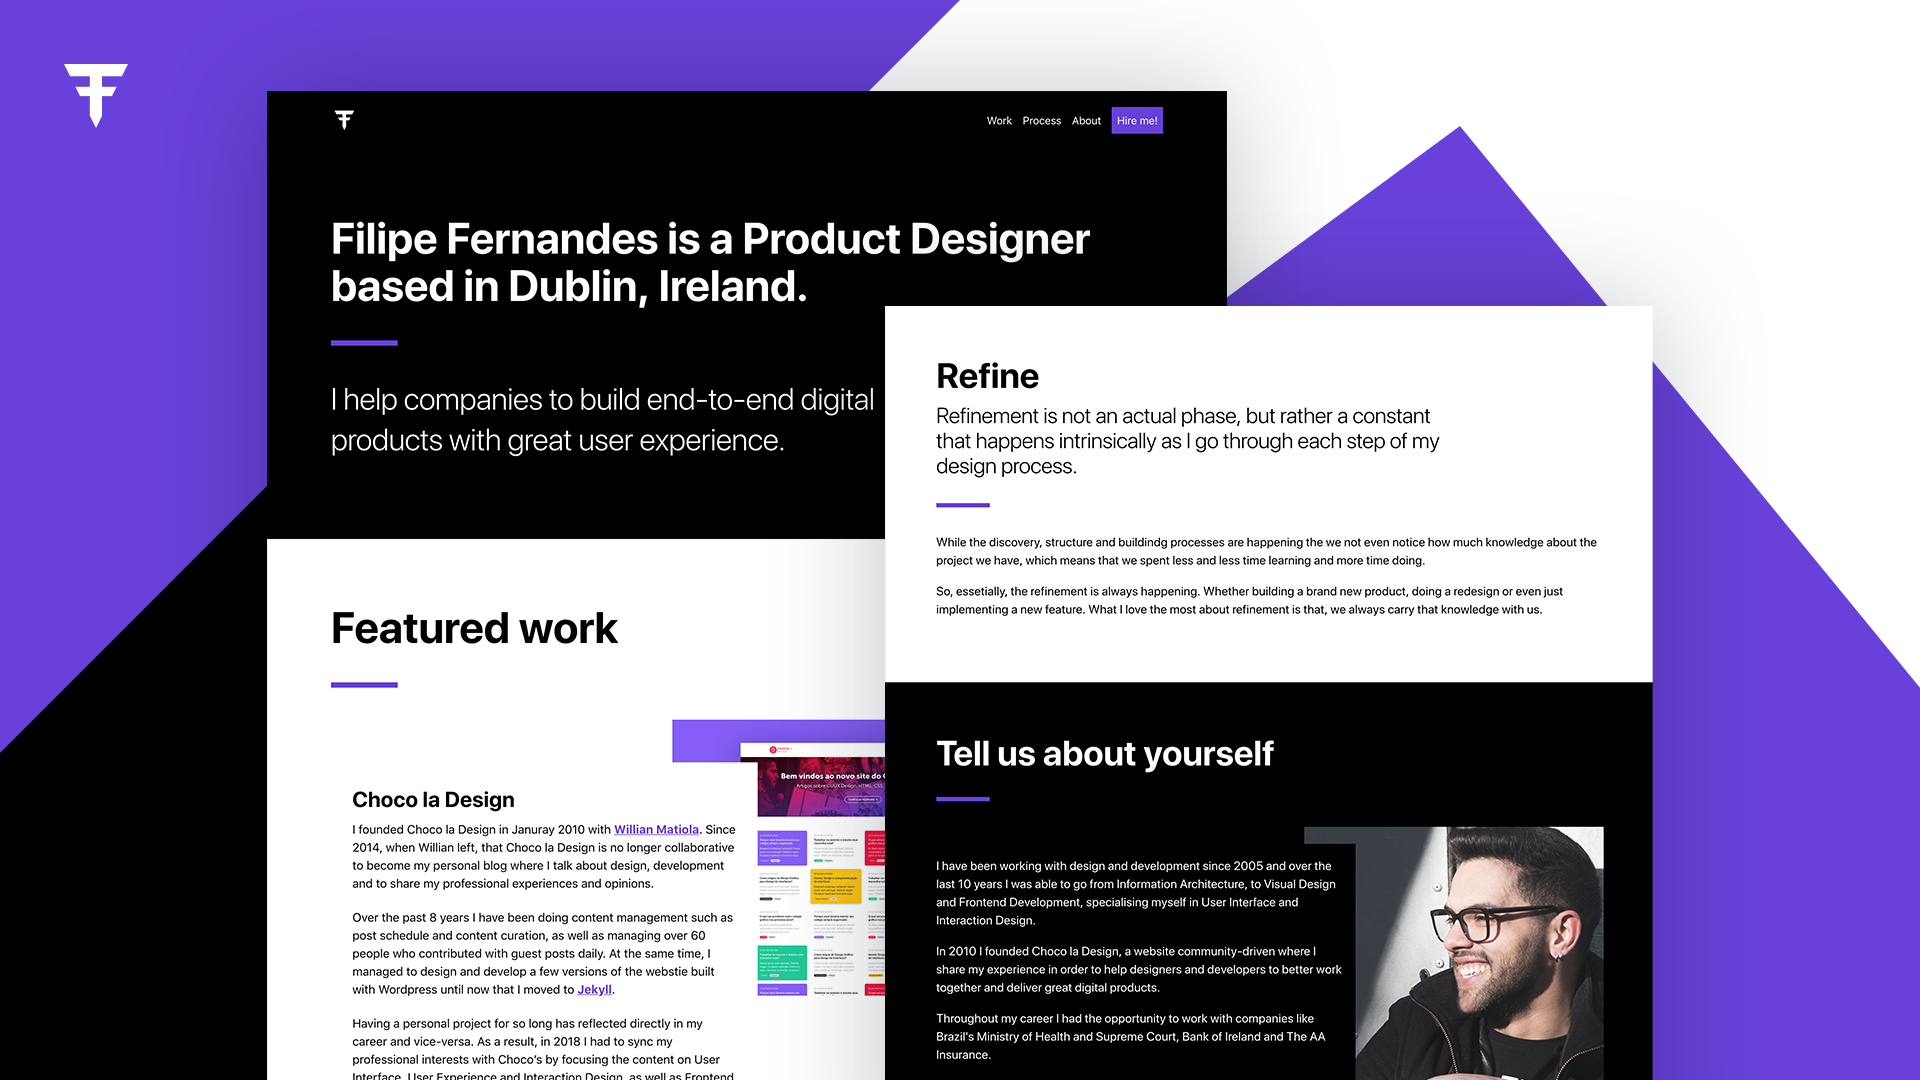 Work Process About Hire me!
Filipe Fernandes is a Product Designer
based in Dublin, Ireland.
I help companies to build end-to-end digital
products with great user experience.
Featured work
Choco la Design
I founded Choco la Design in Januray 2010 with Willian Matiola. Since
2014, when Willian left, that Choco la Design is no longer collaborative
to become my personal blog where I talk about design, development
and to share my professional experiences and opinions.
Over the past 8 years I have been doing content management such as
post schedule and content curation, as well as managing over 60
people who contributed with guest posts daily. At the same time, I
managed to design and develop a few versions of the webstie built
with Wordpress until now that I moved to Jekyll.
Having a personal project for so long has reflected directly in my
career and vice-versa. As a result, in 2018 I had to sync my
professional interests with Choco's by focusing the content on User
Interface, User Experience and Interaction Design, as well as Frontend
Bem vindos ao novo site do
Artigos sobre UI/UX Design, HTML, CSS,
Refine
Refinement is not an actual phase, but rather a constant
that happens intrinsically as I go through each step of my
design process.
While the discovery, structure and buildindg processes are happening the we not even notice how much knowledge about the
project we have, which means that we spent less and less time learning and more time doing.
So, essetially, the refinement is always happening. Whether building a brand new product, doing a redesign or even just
implementing a new feature. What I love the most about refinement is that, we always carry that knowledge with us.
Tell us about yourself
I have been working with design and development since 2005 and over the
last 10 years I was able to go from Information Architecture, to Visual Design
and Frontend Development, specialising myself in User Interface and
Interaction Design.
In 2010 I founded Choco la Design, a website community-driven where I
share my experience in order to help designers and developers to better work
together and deliver great digital products.
Throughout my career I had the opportunity to work with companies like
Brazil's Ministry of Health and Supreme Court, Bank of Ireland and The AA
Insurance.